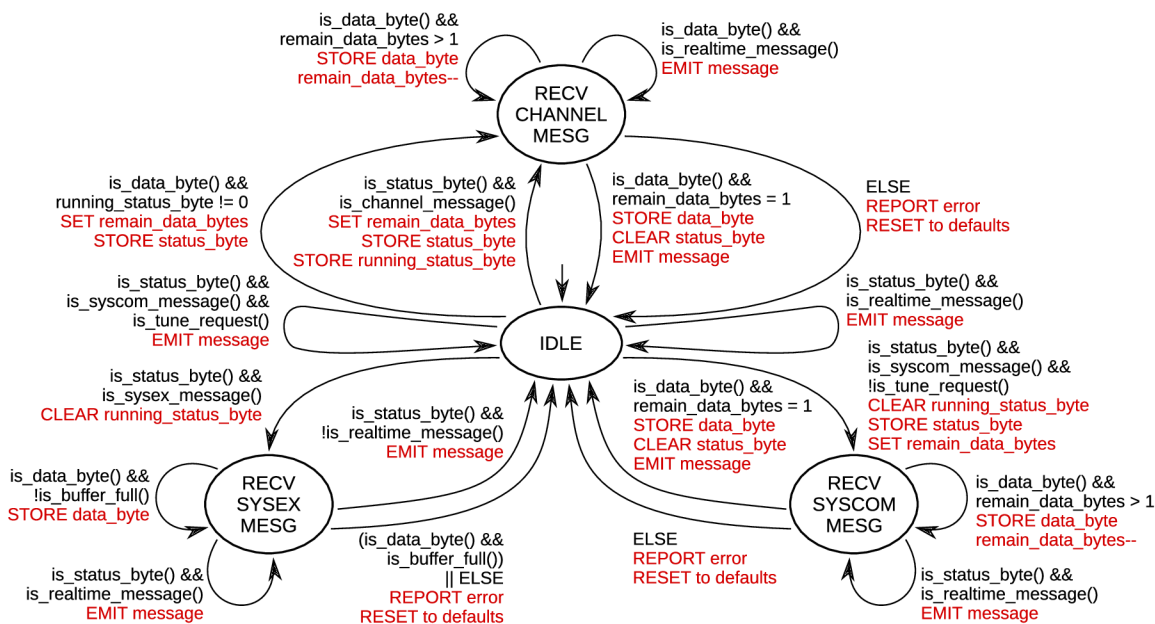 is_data_byte() &&
remain_data_bytes > 1
STORE data_byte
remain_data_bytes--
is_data_byte() &&
is_realtime_message()
EMIT message
RECV
CHANNEL
MESG
is_data_byte() &&
running_status_byte != 0
SET remain_data_bytes
STORE status_byte
is_status_byte() &&
is_channel_message()
SET remain_data_bytes
STORE status_byte
STORE running_status_byte
is_data_byte() &&
remain_data_bytes = 1
STORE data_byte
CLEAR status_byte
EMIT message
ELSE
REPORT error
RESET to defaults
is_status_byte() &&
is_syscom_message() &&
is_tune_request()
EMIT message
IDLE
is_status_byte() &&
is_realtime_message()
EMIT message
is_status_byte() &&
is_sysex_message()
CLEAR running_status_byte
is_status_byte() &&
!is_realtime_message()
EMIT message
is_data_byte() &&
remain_data_bytes = 1
STORE data_byte
CLEAR status_byte
EMIT message
is_status_byte() &&
is_syscom_message() &&
!is_tune_request()
CLEAR running_status_byte
STORE status_byte
SET remain_data_bytes
is_data_byte() &&
!is_buffer_full()
STORE data_byte
RECV
SYSEX
MESG
RECV
SYSCOM
MESG
is_data_byte() &&
remain_data_bytes > 1
STORE data_byte
remain_data_bytes--
is_status_byte() &&
is_realtime_message()
EMIT message
(is_data_byte() &&
is_buffer_full())
|| ELSE
REPORT error
RESET to defaults
ELSE
REPORT error
RESET to defaults
is_status_byte() &&
is_realtime_message()
EMIT message